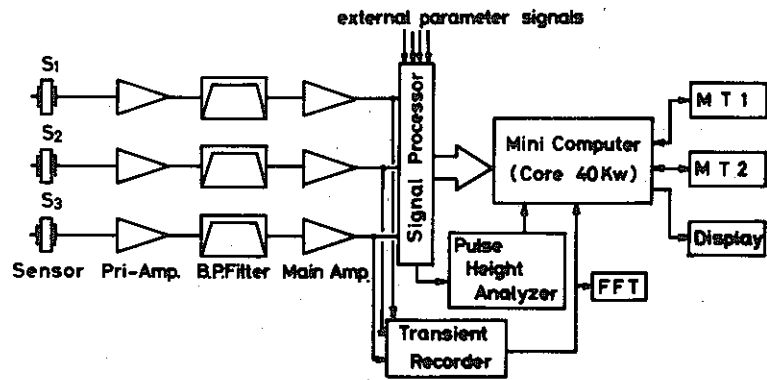 external parameter signals
S1
S2
S3
Sensor
Pri-Amp.
B.P.Filter
Main Amp.
Signal Processor
Mini Computer
(Core 40Kw)
MT1
MT2
Display
Pulse
Height
Analyzer
FFT
Transient
Recorder